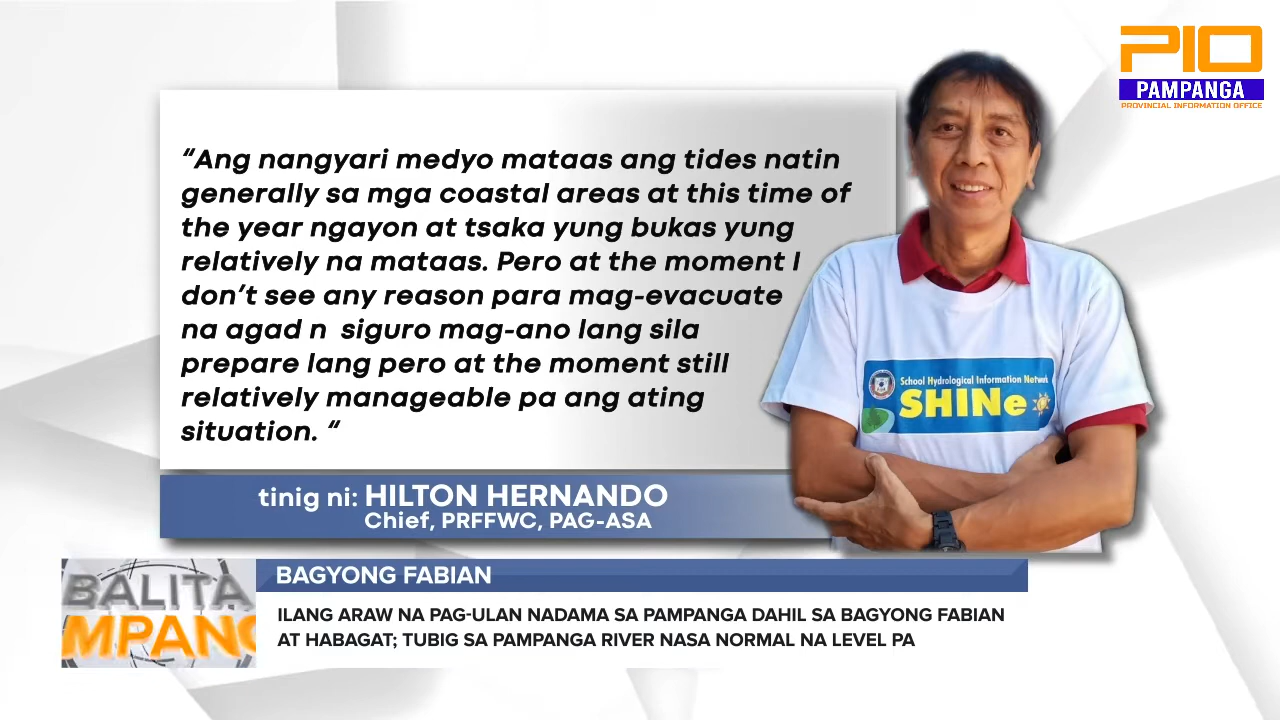 PIO
PAMPANGA
PROVINCIAL INFORMATION OFFICE
“Ang nangyari medyo mataas ang tides natin
generally sa mga coastal areas at this time of
the year ngayon at tsaka yung bukas yung
relatively na mataas. Pero at the moment I
don’t see any reason para mag-evacuate
na agad n siguro mag-ano lang sila
prepare lang pero at the moment still
relatively manageable pa ang ating
situation. “
School Hydrological Information Network
SHINe
tinig ni: HILTON HERNANDO
Chief, PRFFWC, PAG-ASA
BALITA
MPANG
BAGYONG FABIAN
ILANG ARAW NA PAG-ULAN NADAMA SA PAMPANGA DAHIL SA BAGYONG FABIAN
AT HABAGAT; TUBIG SA PAMPANGA RIVER NASA NORMAL NA LEVEL PA